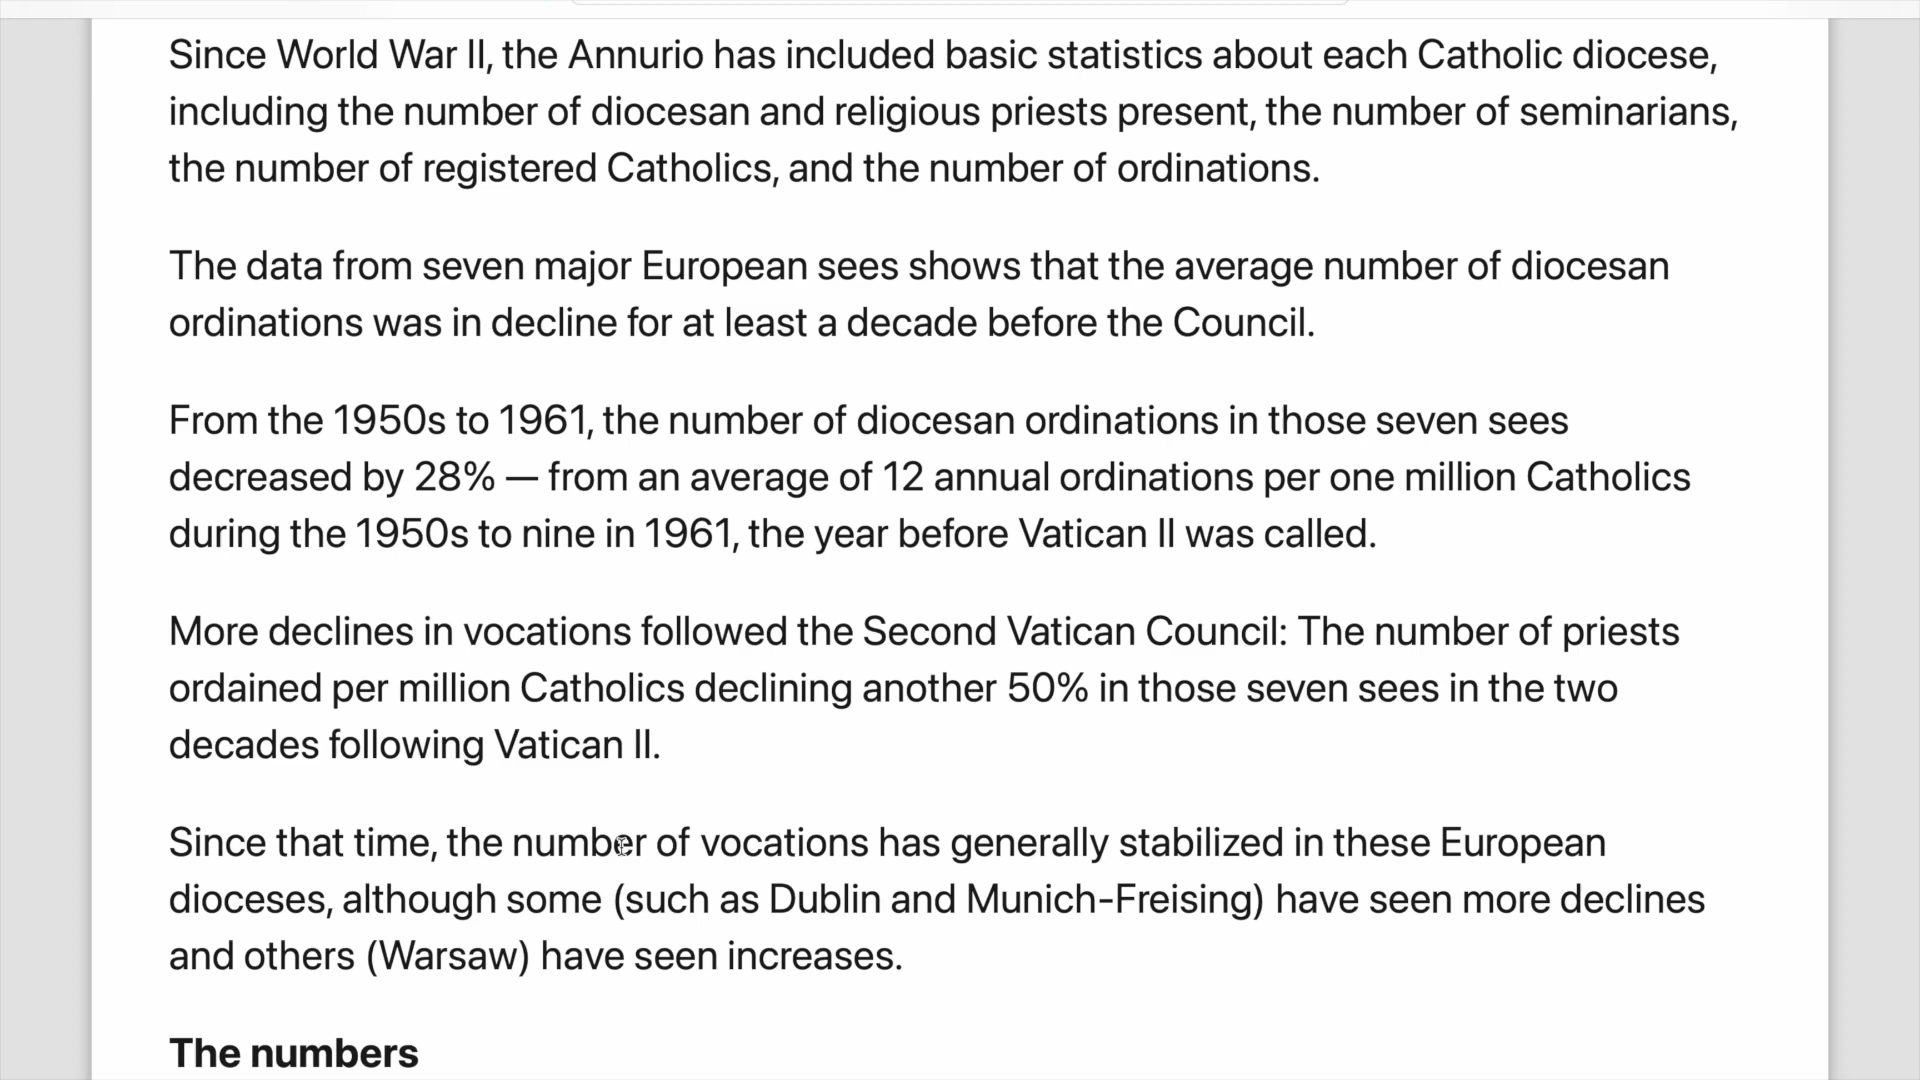 Since World War II, the Annurio has included basic statistics about each Catholic diocese,
including the number of diocesan and religious priests present, the number of seminarians,
the number of registered Catholics, and the number of ordinations.
The data from seven major European sees shows that the average number of diocesan
ordinations was in decline for at least a decade before the Council.
From the 1950s to 1961, the number of diocesan ordinations in those seven sees
decreased by 28% — from an average of 12 annual ordinations per one million Catholics
during the 1950s to nine in 1961, the year before Vatican II was called.
More declines in vocations followed the Second Vatican Council: The number of priests
ordained per million Catholics declining another 50% in those seven sees in the two
decades following Vatican II.
Since that time, the number of vocations has generally stabilized in these European
dioceses, although some (such as Dublin and Munich-Freising) have seen more declines
and others (Warsaw) have seen increases.
The numbers